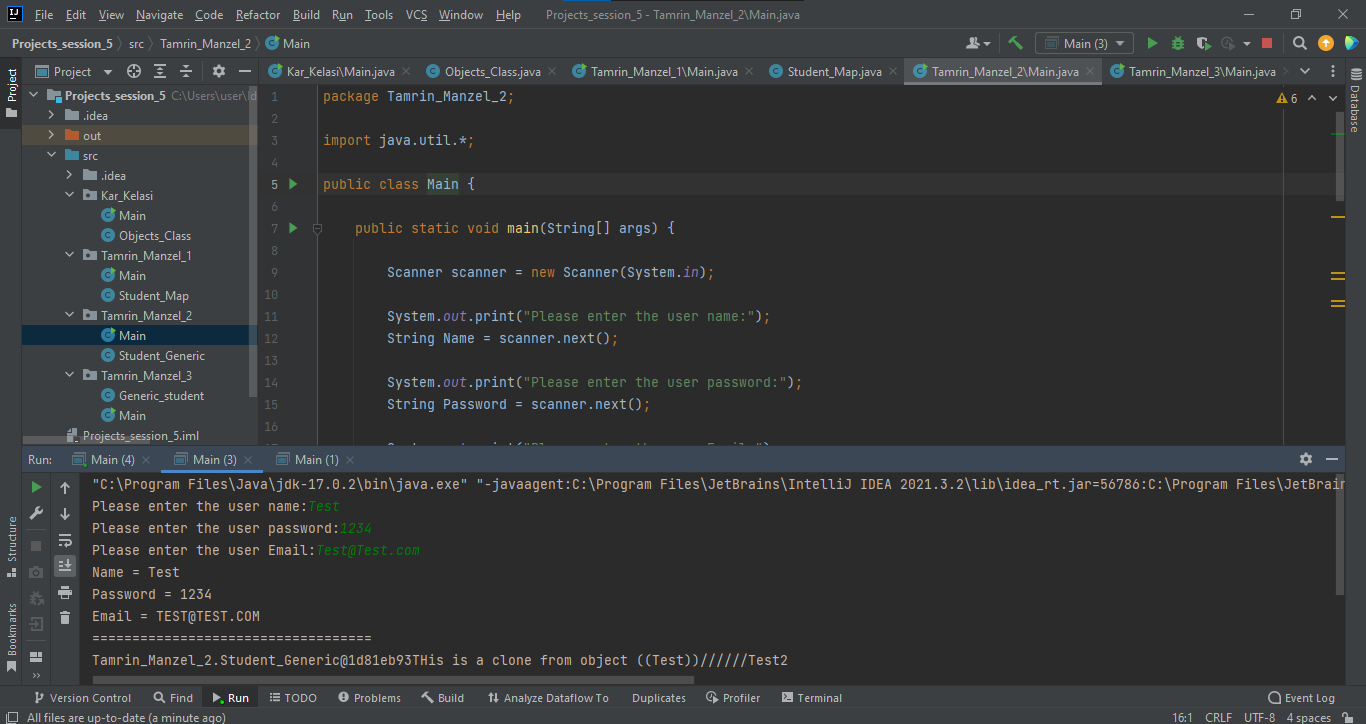 File Edit View Navigate Code Refactor Build Run Tools VCS Window Help Projects_session_5 - Tamrin_Manzel_2\Main.java
Projects_session_5 src Tamrin_Manzel_2 Main Main (3)
Project Kar_Kelasi\Main.java Objects_Class.java Tamrin_Manzel_1\Main.java Student_Map.java Tamrin_Manzel_2\Main.java Tamrin_Manzel_3\Main.java
Project
Database
Projects_session_5 C:\Users\user\Id
.idea
out
src
.idea
Kar_Kelasi
Main
Objects_Class
Tamrin_Manzel_1
Main
Student_Map
Tamrin_Manzel_2
Main
Student_Generic
Tamrin_Manzel_3
Generic_student
Main
Projects_session_5.iml
1 package Tamrin_Manzel_2;
6
2
3 import java.util.*;
4
5 public class Main {
6
7 public static void main(String[] args) {
8
9 Scanner scanner = new Scanner(System.in);
10
11 System.out.print("Please enter the user name:");
12 String Name = scanner.next();
13
14 System.out.print("Please enter the user password:");
15 String Password = scanner.next();
16
Run: Main (4) Main (3) Main (1)
"C:\Program Files\Java\jdk-17.0.2\bin\java.exe" "-javaagent:C:\Program Files\JetBrains\IntelliJ IDEA 2021.3.2\lib\idea_rt.jar=56786:C:\Program Files\JetBrain
Please enter the user name:Test
Please enter the user password:1234
Please enter the user Email:Test@Test.com
Name = Test
Password = 1234
Email = TEST@TEST.COM
===================================
Tamrin_Manzel_2.Student_Generic@1d81eb93THis is a clone from object ((Test))//////Test2
Structure
Bookmarks
Version Control Find Run TODO Problems Build Analyze Dataflow To Duplicates Profiler Terminal Event Log
All files are up-to-date (a minute ago) 16:1 CRLF UTF-8 4 spaces